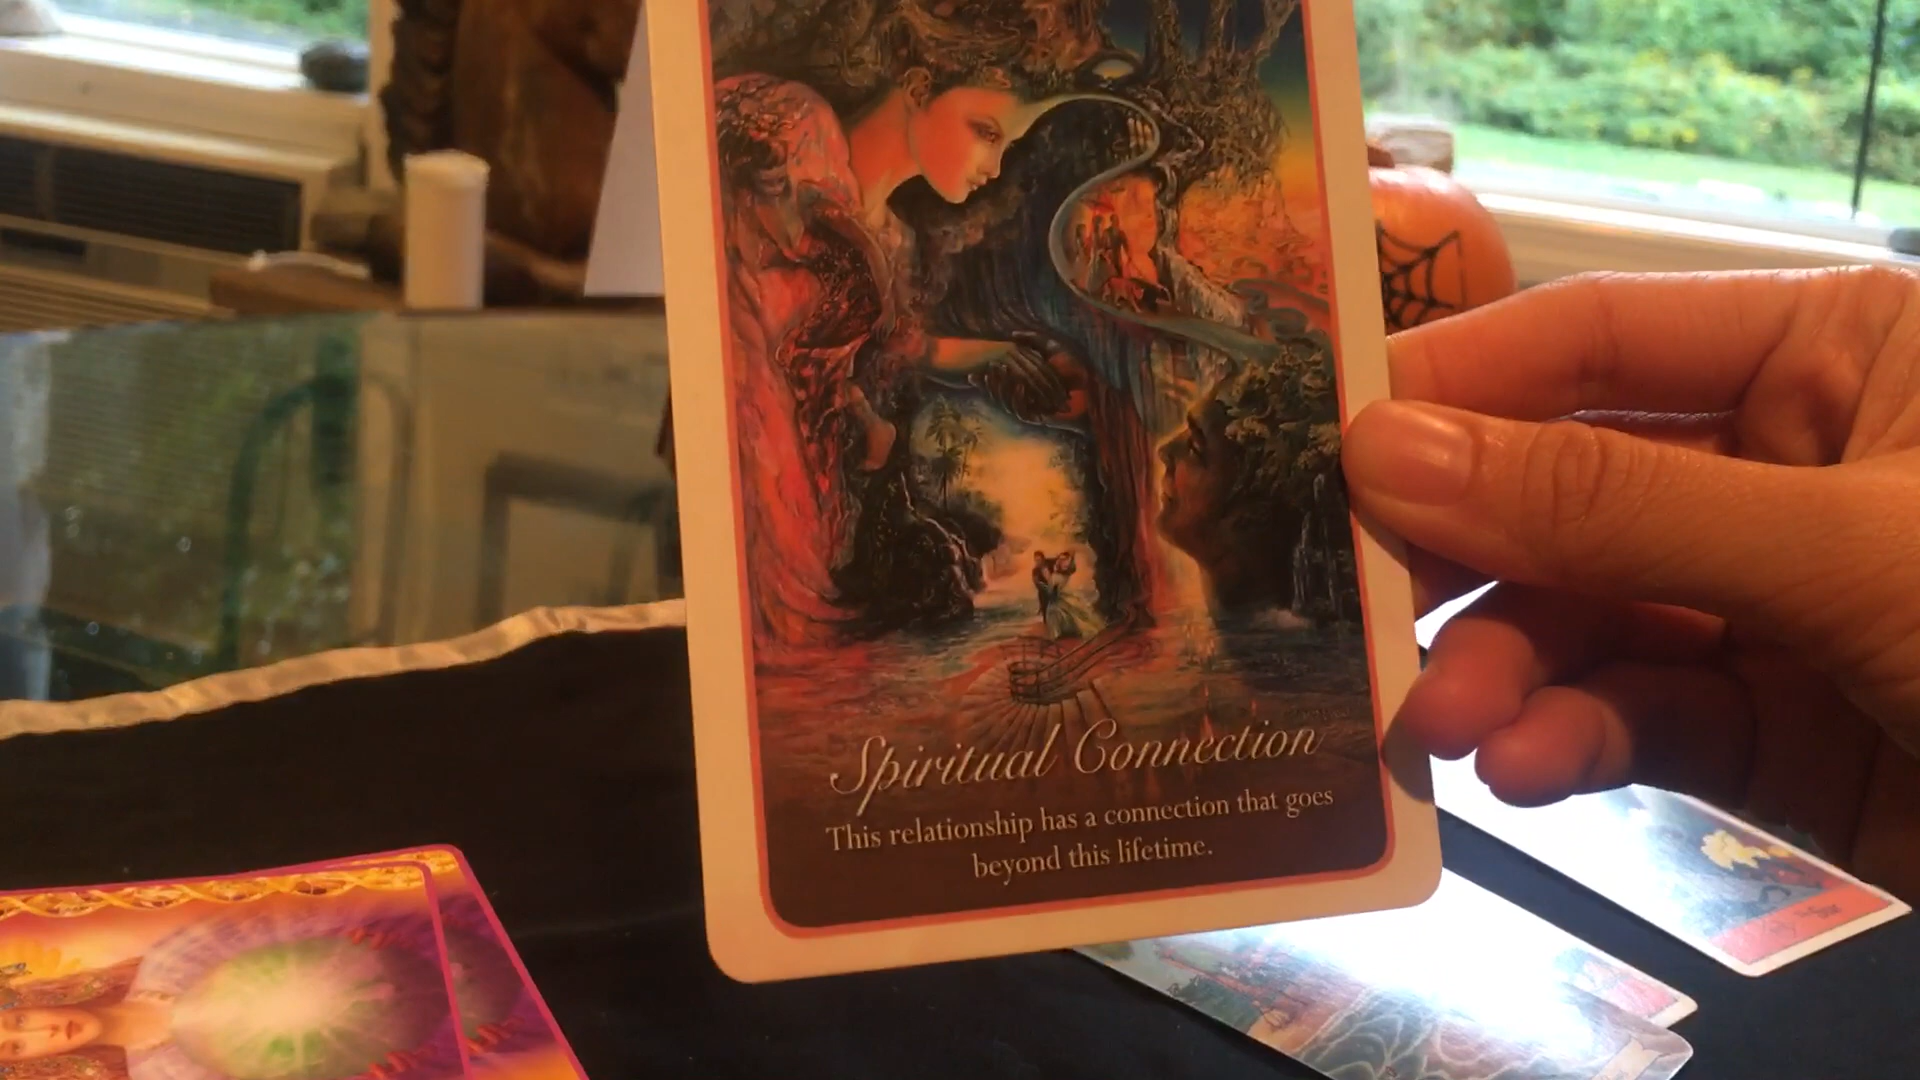 Spiritual Connection
This relationship has a connection that goes
beyond this lifetime.